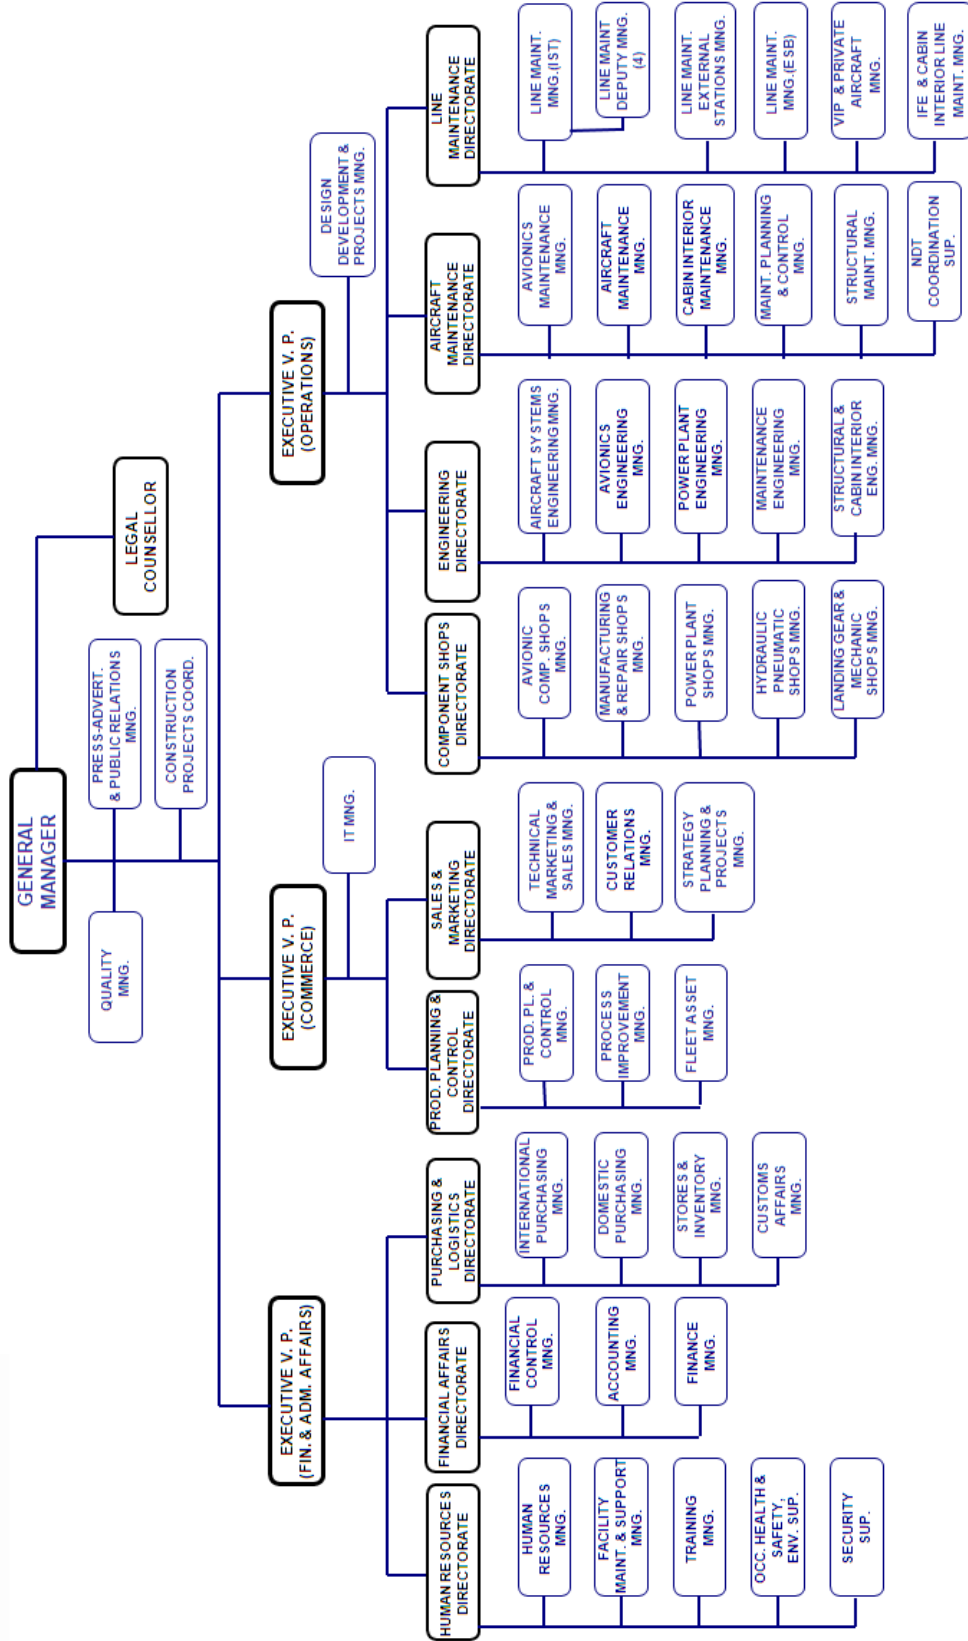 GENERAL
MANAGER
LEGAL
COUNSELLOR
QUALITY
MNG.
PRESS-ADVERT.
& PUBLIC RELATIONS
MNG.
CONSTRUCTION
PROJECTS COORD.
EXECUTIVE V. P.
(FIN. & ADM. AFFAIRS)
EXECUTIVE V. P.
(COMMERCE)
EXECUTIVE V. P.
(OPERATIONS)
IT MNG.
DESIGN
DEVELOPMENT &
PROJECTS MNG.
HUMAN RESOURCES
DIRECTORATE
FINANCIAL AFFAIRS
DIRECTORATE
PURCHASING &
LOGISTICS
DIRECTORATE
PROD. PLANNING &
CONTROL
DIRECTORATE
SALES &
MARKETING
DIRECTORATE
COMPONENT SHOPS
DIRECTORATE
ENGINEERING
DIRECTORATE
AIRCRAFT
MAINTENANCE
DIRECTORATE
LINE
MAINTENANCE
DIRECTORATE
HUMAN
RESOURCES
MNG.
FACILITY
MAINT. & SUPPORT
MNG.
TRAINING
MNG.
OCC. HEALTH &
SAFETY,
ENV. SUP.
SECURITY
SUP.
FINANCIAL
CONTROL
MNG.
ACCOUNTING
MNG.
FINANCE
MNG.
INTERNATIONAL
PURCHASING
MNG.
DOMESTIC
PURCHASING
MNG.
STORES &
INVENTORY
MNG.
CUSTOMS
AFFAIRS
MNG.
PROD. PL. &
CONTROL
MNG.
PROCESS
IMPROVEMENT
MNG.
FLEET ASSET
MNG.
TECHNICAL
MARKETING &
SALES MNG.
CUSTOMER
RELATIONS
MNG.
STRATEGY
PLANNING &
PROJECTS
MNG.
AVIONIC
COMP. SHOPS
MNG.
MANUFACTURING
& REPAIR SHOPS
MNG.
POWER PLANT
SHOPS MNG.
HYDRAULIC
PNEUMATIC
SHOPS MNG.
LANDING GEAR &
MECHANIC
SHOPS MNG.
AIRCRAFT SYSTEMS
ENGINEERING MNG.
AVIONICS
ENGINEERING
MNG.
POWER PLANT
ENGINEERING
MNG.
MAINTENANCE
ENGINEERING
MNG.
STRUCTURAL &
CABIN INTERIOR
ENG. MNG.
AVIONICS
MAINTENANCE
MNG.
AIRCRAFT
MAINTENANCE
MNG.
CABIN INTERIOR
MAINTENANCE
MNG.
MAINT. PLANNING
& CONTROL
MNG.
STRUCTURAL
MAINT. MNG.
NDT
COORDINATION
SUP.
LINE MAINT.
MNG.(IST)
LINE MAINT
DEPUTY MNG.
(4)
LINE MAINT.
EXTERNAL
STATIONS MNG.
LINE MAINT.
MNG.(ESB)
VIP & PRIVATE
AIRCRAFT
MNG.
IFE & CABIN
INTERIOR LINE
MAINT. MNG.